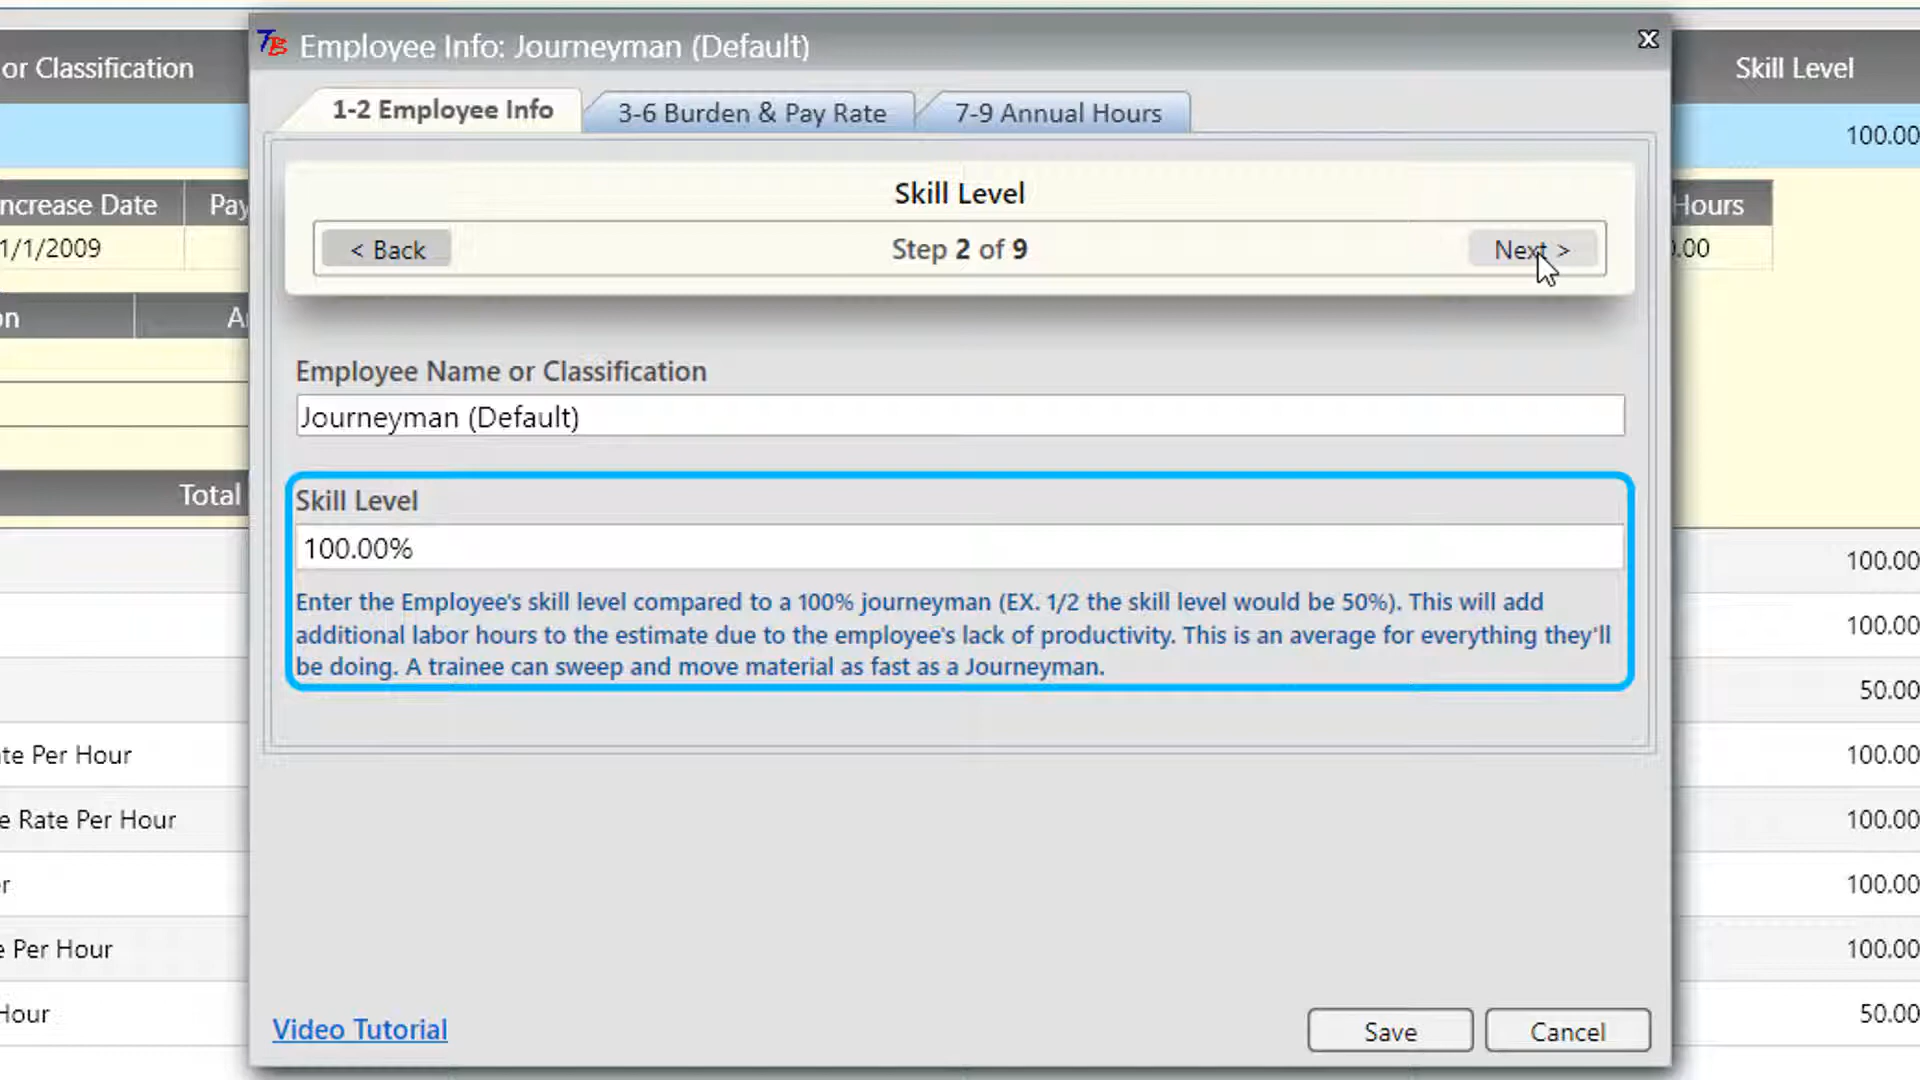 or Classification
TB
Employee Info: Journeyman (Default)
X
Skill Level
1-2 Employee Info
3-6 Burden & Pay Rate
7-9 Annual Hours
100.00
Skill Level
ncrease Date
Pay
Hours
< Back
Step 2 of 9
Next >
1/1/2009
.00
on
A
Employee Name or Classification
Journeyman (Default)
Total
Skill Level
100.00%
100.00
Enter the Employee's skill level compared to a 100% journeyman (EX. 1/2 the skill level would be 50%). This will add
additional labor hours to the estimate due to the employee's lack of productivity. This is an average for everything they'll
be doing. A trainee can sweep and move material as fast as a Journeyman.
100.00
50.00
te Per Hour
100.00
e Rate Per Hour
100.00
r
100.00
e Per Hour
100.00
Hour
50.00
Video Tutorial
Save
Cancel